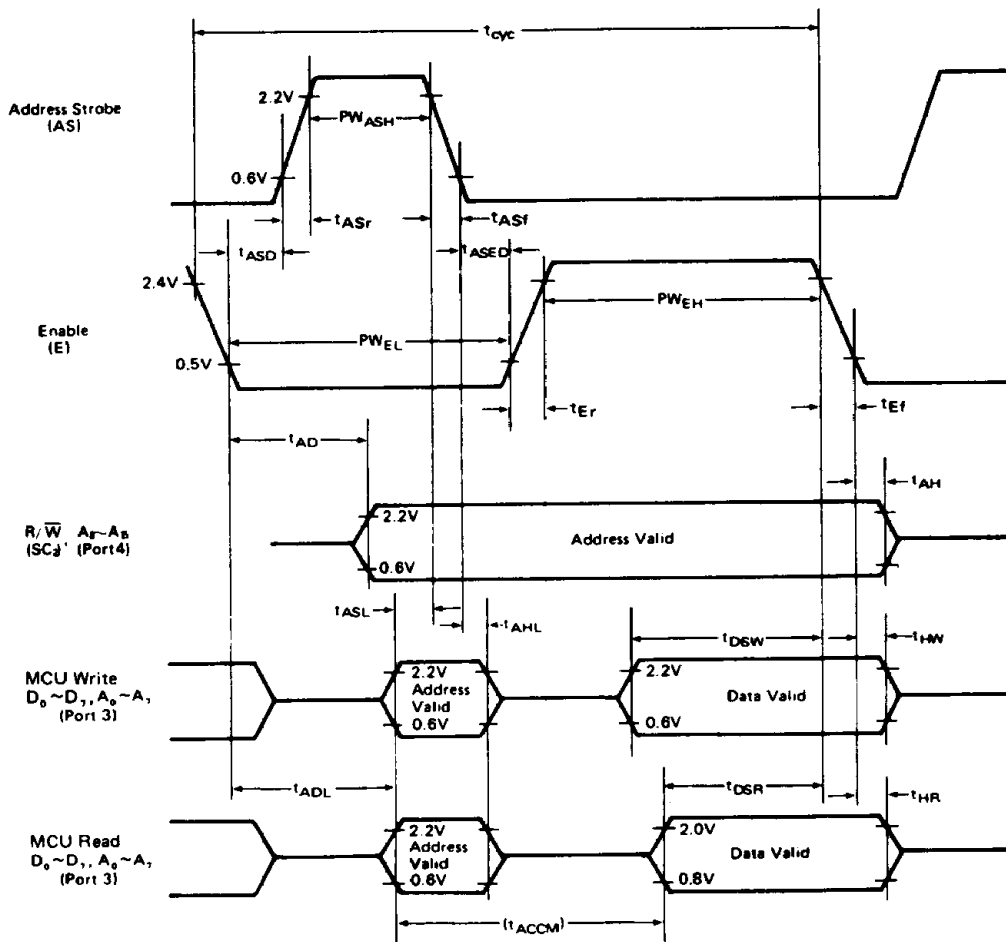 tcyc
Address Strobe
(AS)
2.2V
PWASH
0.6V
tASr
tASf
tASD
tASED
2.4V
PWEH
Enable
(E)
PWEL
0.5V
tEr
tEf
tAD
tAH
R/W̅ A8~A15
(SC2)' (Port4)
2.2V
Address Valid
0.6V
tASL
tAHL
tDSW
tHW
MCU Write
D0~D7, A0~A7
(Port 3)
2.2V
Address
Valid
0.6V
2.2V
Data Valid
0.6V
tADL
tDSR
tHR
MCU Read
D0~D7, A0~A7
(Port 3)
2.2V
Address
Valid
0.6V
2.0V
Data Valid
0.8V
(tACCM)